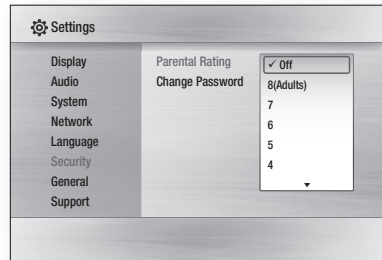 Settings
Display
Audio
System
Network
Language
Security
General
Support
Parental Rating
Change Password
✓ Off
8(Adults)
7
6
5
4